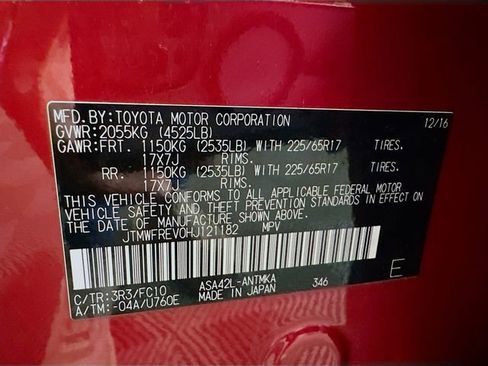 MFD.BY:TOYOTA MOTOR CORPORATION 12/16
GVWR:2055KG (4525LB)
GAWR:FRT. 1150KG (2535LB) WITH 225/65R17 TIRES.
17X7J RIMS.
RR. 1150KG (2535LB) WITH 225/65R17 TIRES.
17X7J RIMS.
THIS VEHICLE CONFORMS TO ALL APPLICABLE FEDERAL MOTOR
VEHICLE SAFETY AND THEFT PREVENTION STANDARDS IN EFFECT ON
THE DATE OF MANUFACTURE SHOWN ABOVE.
JTMWFREV0HJ121182 MPV
C/TR:3R3/FC10 ASA42L-ANTMKA 346 E
A/TM:-04A/U760E MADE IN JAPAN